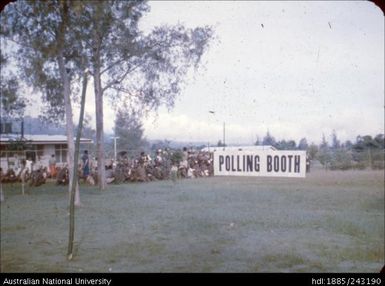 POLLING BOOTH
Australian National University
hdl:1885/243190